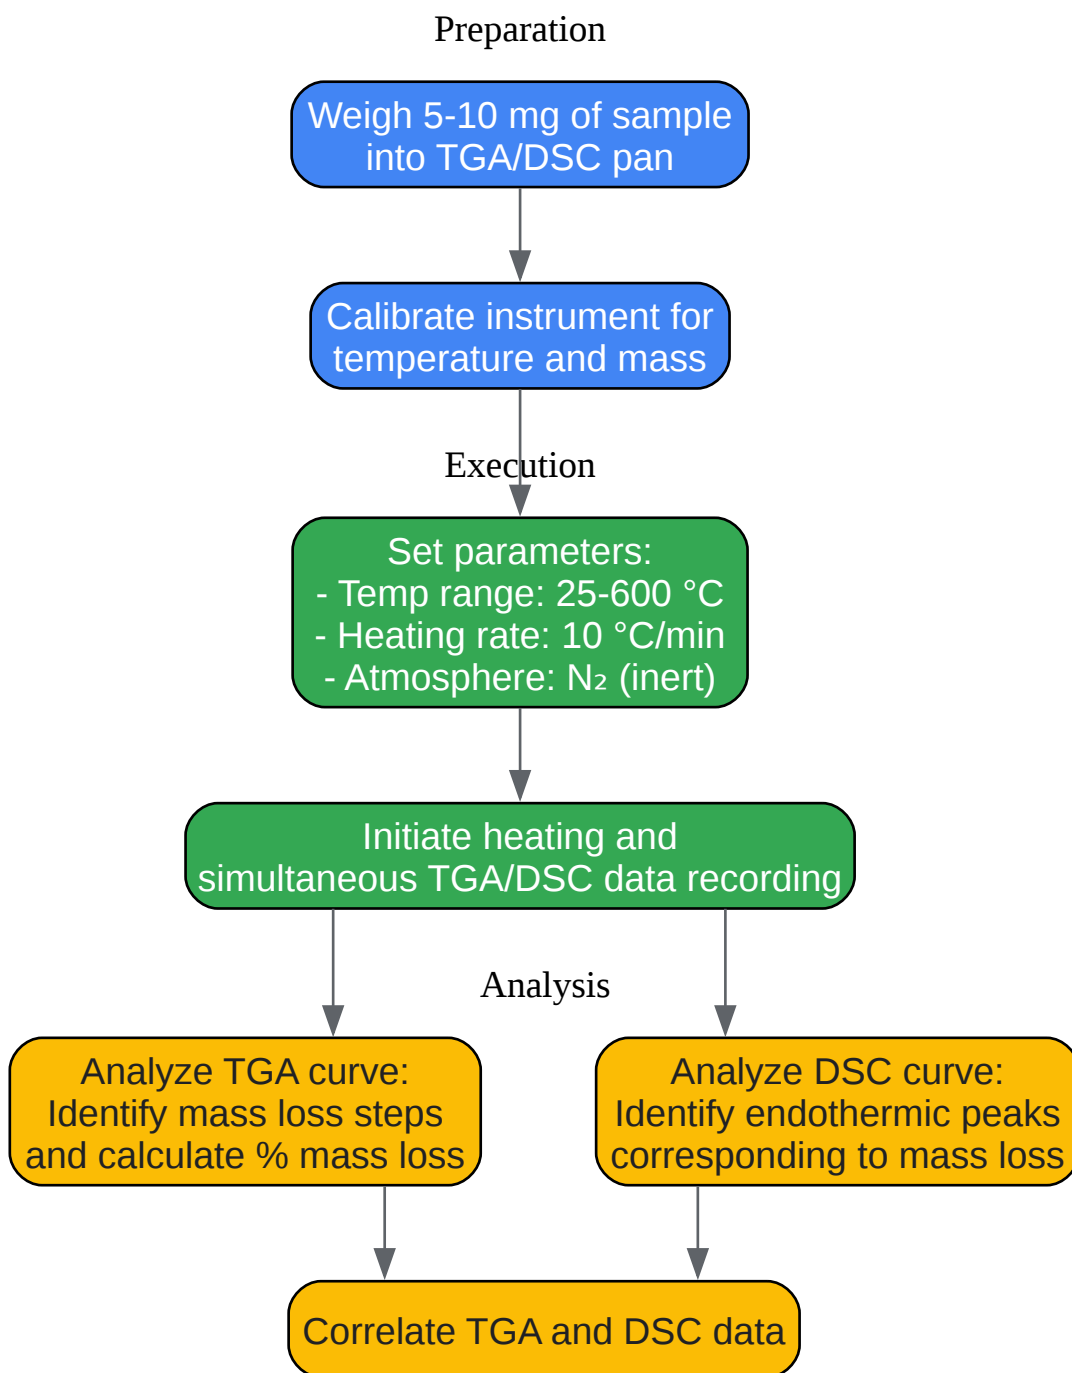 Preparation
Weigh 5-10 mg of sample
into TGA/DSC pan
Calibrate instrument for
temperature and mass
Execution
Set parameters:
- Temp range: 25-600 °C
- Heating rate: 10 °C/min
- Atmosphere: N₂ (inert)
Initiate heating and
simultaneous TGA/DSC data recording
Analysis
Analyze TGA curve:
Identify mass loss steps
and calculate % mass loss
Analyze DSC curve:
Identify endothermic peaks
corresponding to mass loss
Correlate TGA and DSC data